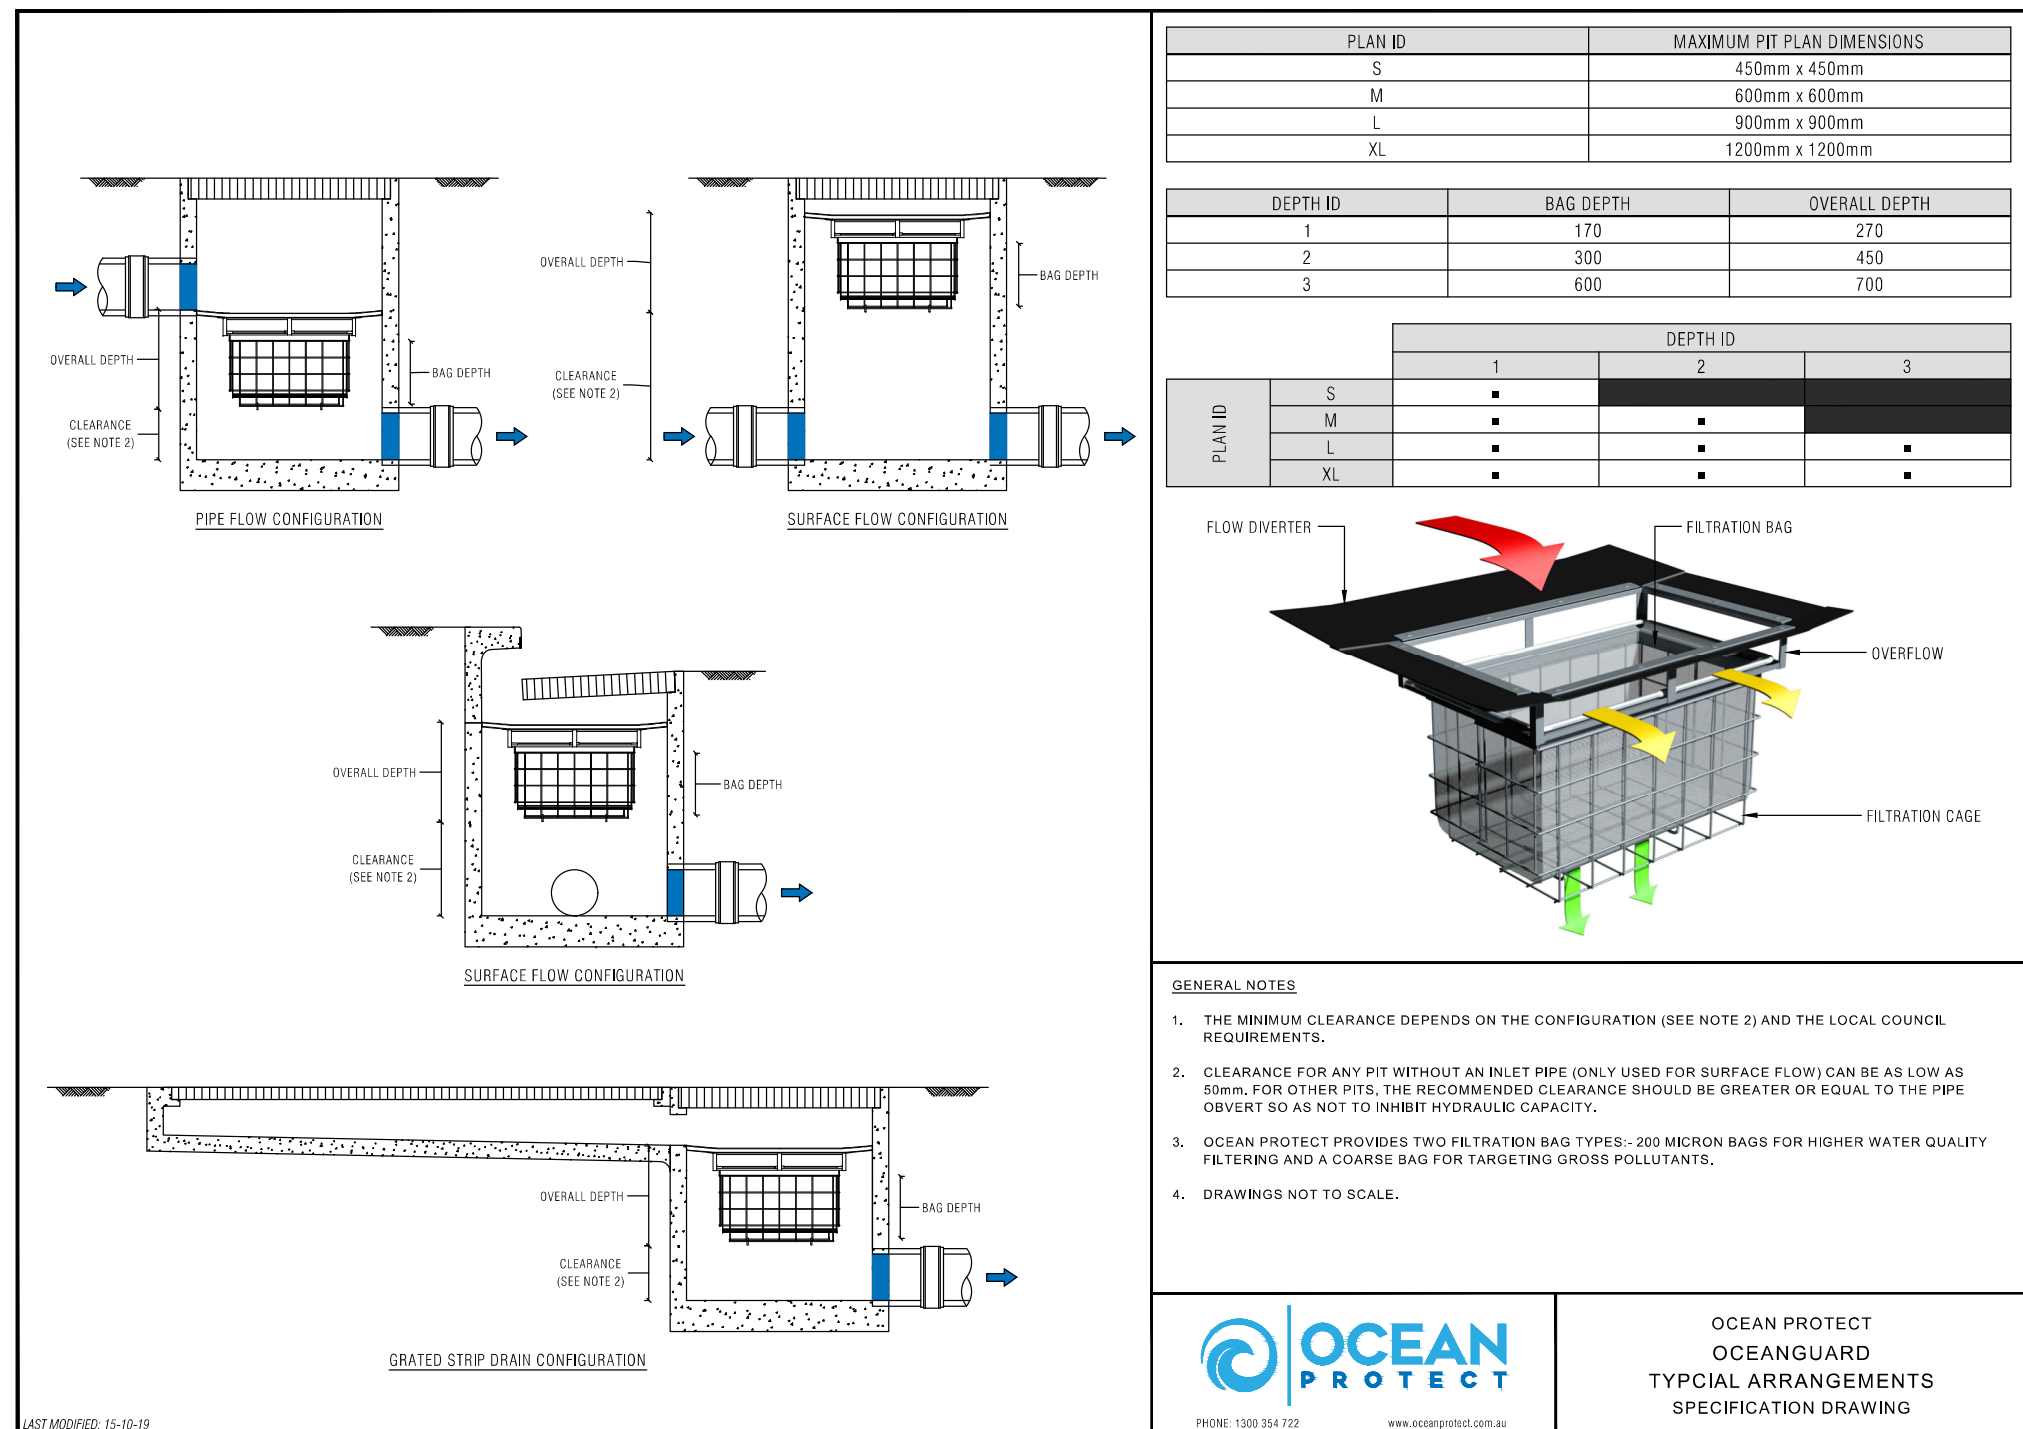 OVERALL DEPTH
CLEARANCE
(SEE NOTE 2)
BAG DEPTH
PIPE FLOW CONFIGURATION
OVERALL DEPTH
CLEARANCE
(SEE NOTE 2)
BAG DEPTH
SURFACE FLOW CONFIGURATION
OVERALL DEPTH
CLEARANCE
(SEE NOTE 2)
BAG DEPTH
SURFACE FLOW CONFIGURATION
OVERALL DEPTH
CLEARANCE
(SEE NOTE 2)
BAG DEPTH
GRATED STRIP DRAIN CONFIGURATION
LAST MODIFIED: 15-10-19
PLAN ID MAXIMUM PIT PLAN DIMENSIONS
S 450mm x 450mm
M 600mm x 600mm
L 900mm x 900mm
XL 1200mm x 1200mm
DEPTH ID BAG DEPTH OVERALL DEPTH
1 170 270
2 300 450
3 600 700
DEPTH ID
1 2 3
PLAN ID
S ▪
M ▪ ▪
L ▪ ▪ ▪
XL ▪ ▪ ▪
FLOW DIVERTER
FILTRATION BAG
OVERFLOW
FILTRATION CAGE
GENERAL NOTES
1. THE MINIMUM CLEARANCE DEPENDS ON THE CONFIGURATION (SEE NOTE 2) AND THE LOCAL COUNCIL
REQUIREMENTS.
2. CLEARANCE FOR ANY PIT WITHOUT AN INLET PIPE (ONLY USED FOR SURFACE FLOW) CAN BE AS LOW AS
50mm. FOR OTHER PITS, THE RECOMMENDED CLEARANCE SHOULD BE GREATER OR EQUAL TO THE PIPE
OBVERT SO AS NOT TO INHIBIT HYDRAULIC CAPACITY.
3. OCEAN PROTECT PROVIDES TWO FILTRATION BAG TYPES:- 200 MICRON BAGS FOR HIGHER WATER QUALITY
FILTERING AND A COARSE BAG FOR TARGETING GROSS POLLUTANTS.
4. DRAWINGS NOT TO SCALE.
OCEAN
PROTECT
PHONE: 1300 354 722 www.oceanprotect.com.au
OCEAN PROTECT
OCEANGUARD
TYPCIAL ARRANGEMENTS
SPECIFICATION DRAWING